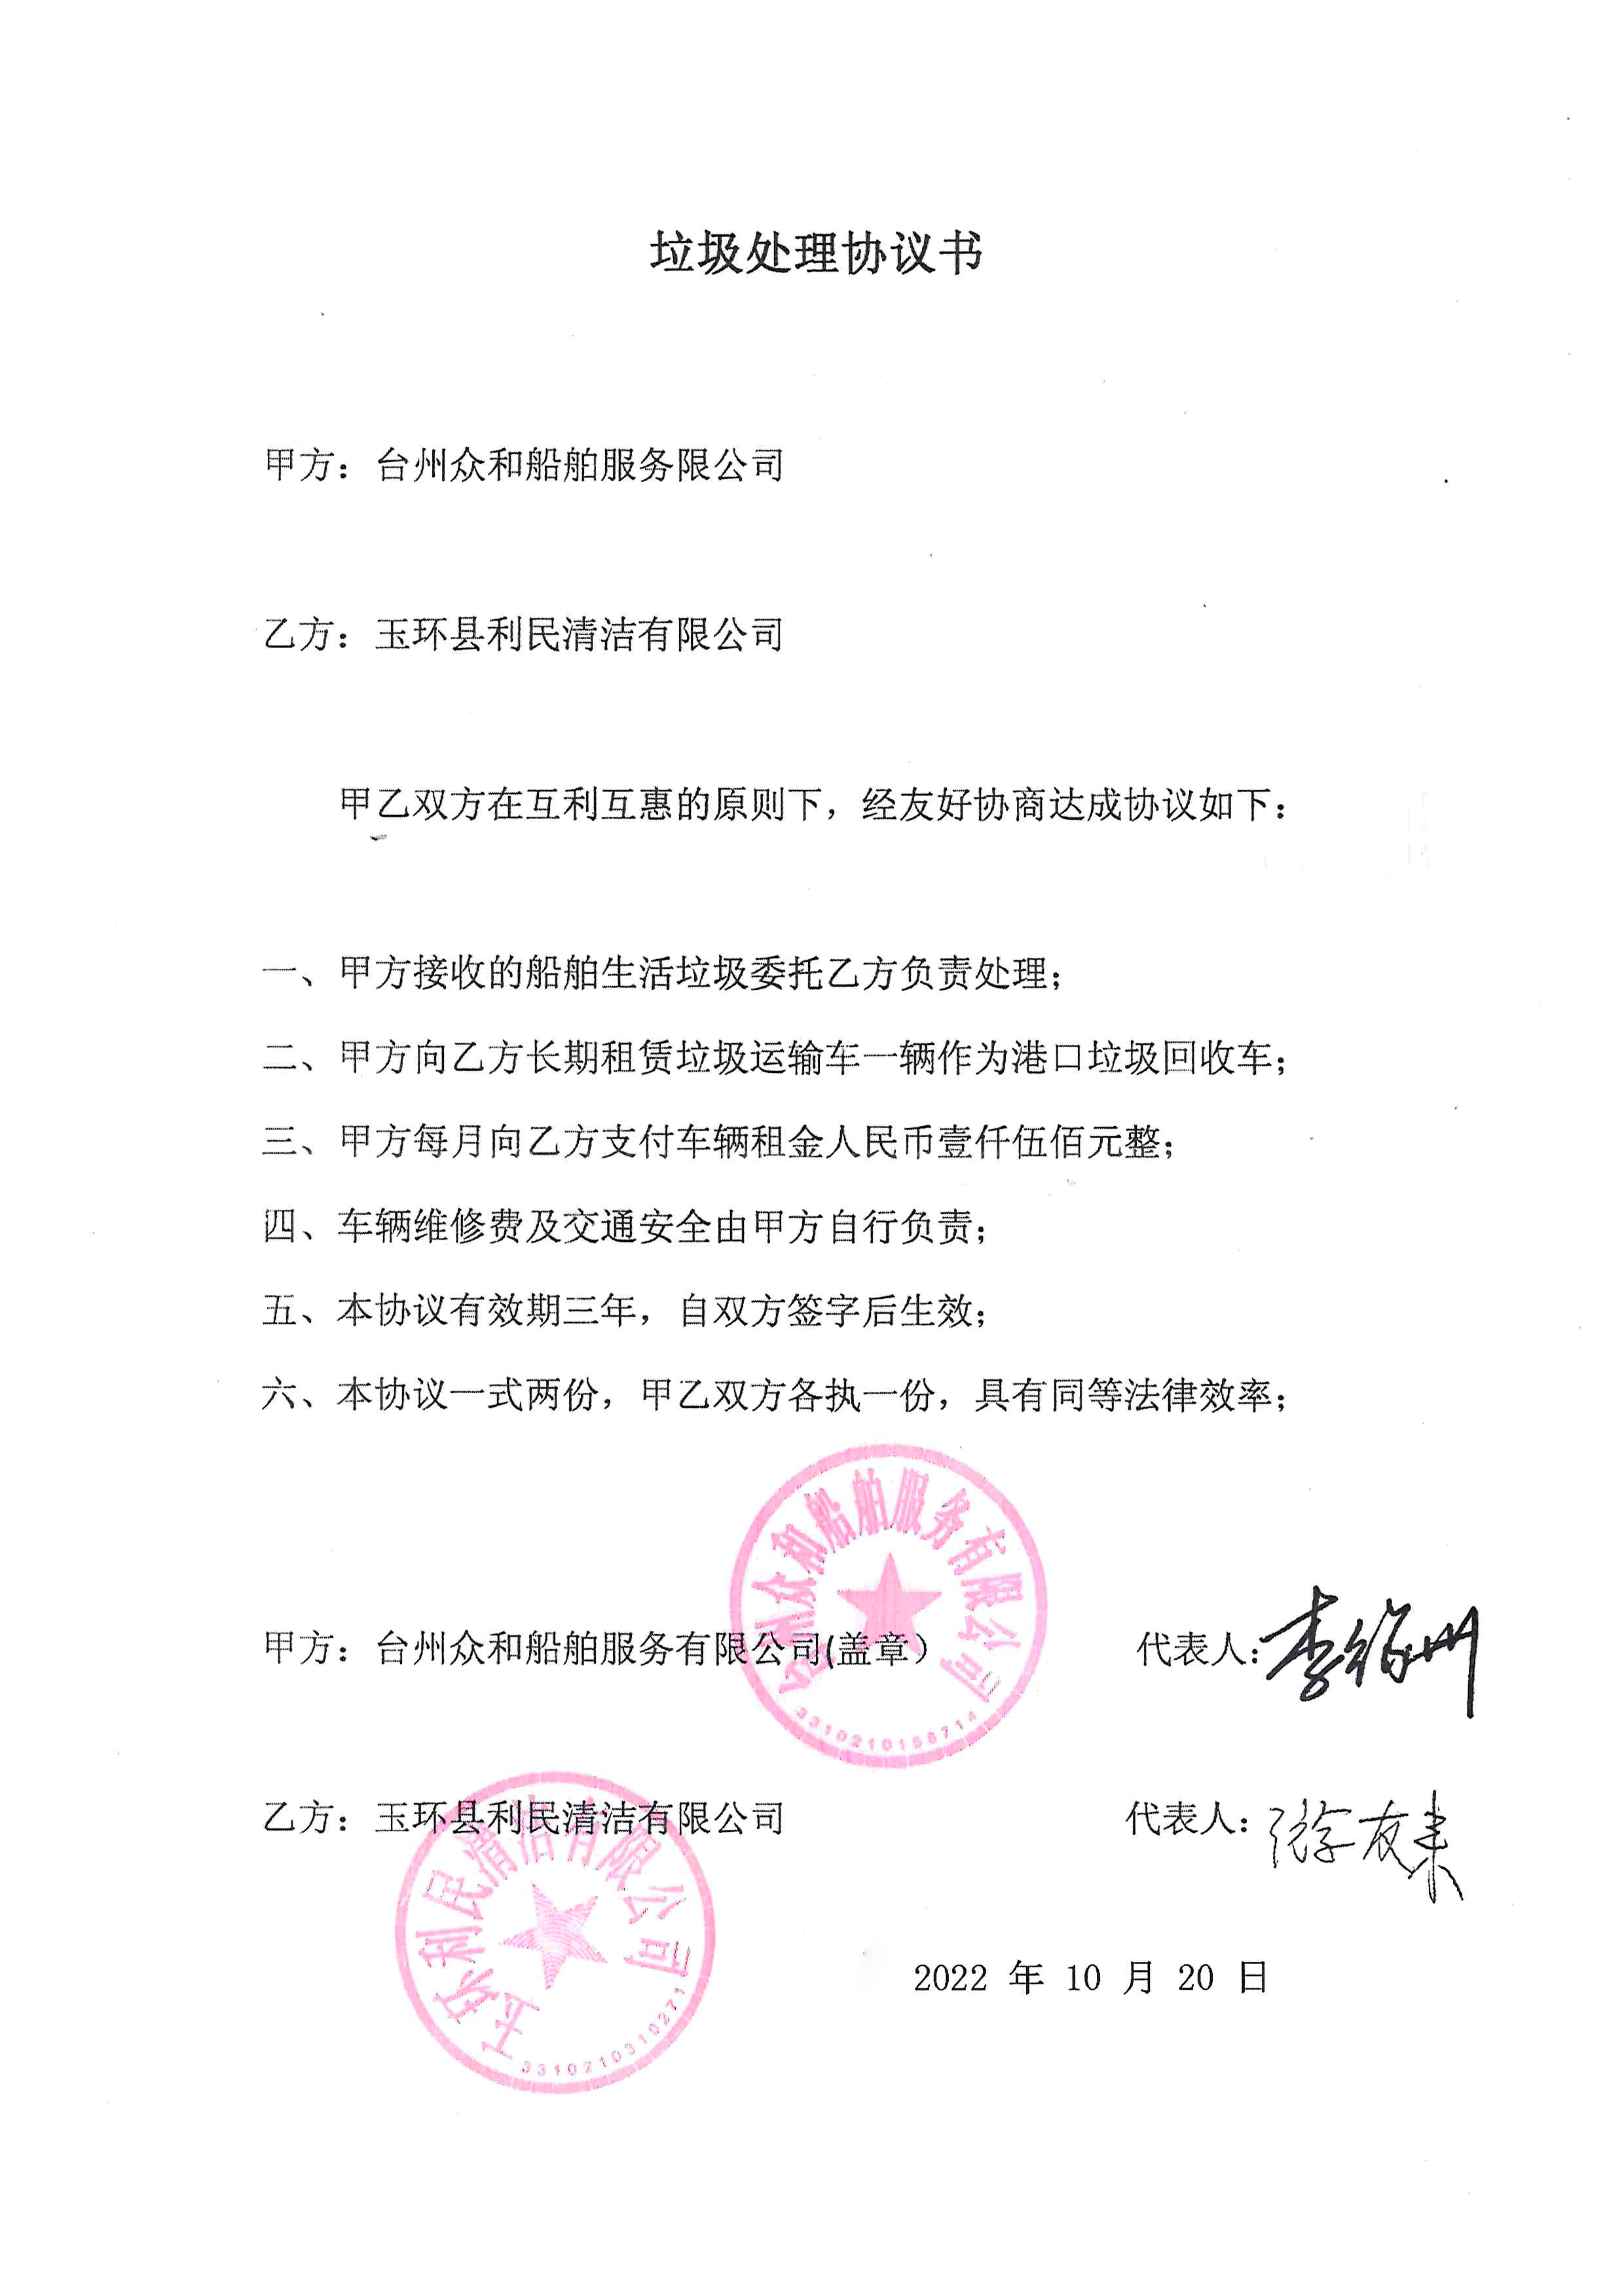 垃圾处理协议书
甲方：台州众和船舶服务限公司
乙方：玉环县利民清洁有限公司
甲乙双方在互利互惠的原则下，经友好协商达成协议如下：
一、甲方接收的船舶生活垃圾委托乙方负责处理；
二、甲方向乙方长期租赁垃圾运输车一辆作为港口垃圾回收车；
三、甲方每月向乙方支付车辆租金人民币壹仟伍佰元整；
四、车辆维修费及交通安全由甲方自行负责；
五、本协议有效期三年，自双方签字后生效；
六、本协议一式两份，甲乙双方各执一份，具有同等法律效率；
台州众和船舶服务有限公司
甲方：台州众和船舶服务有限公司(盖章） 代表人：
3310210158714
乙方：玉环县利民清洁有限公司 代表人：
玉环利民清洁有限公司
3310210310271
2022 年 10 月 20 日